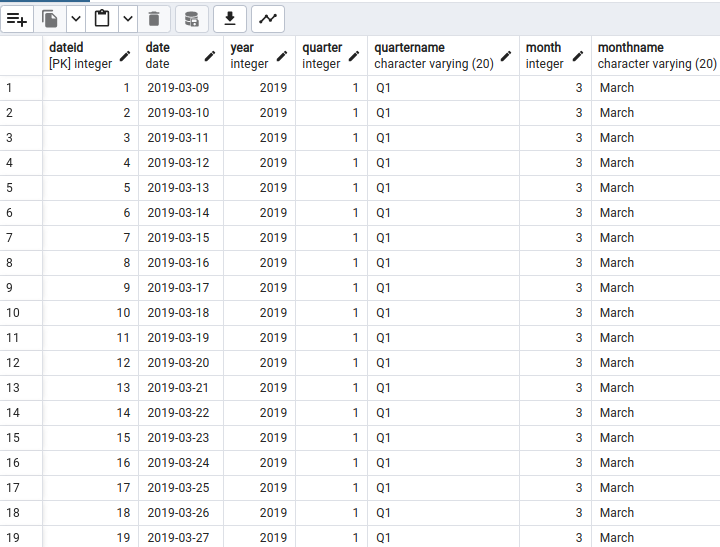 dateid date year quarter quartername month monthname
[PK] integer date integer integer character varying (20) integer character varying (20)
1 1 2019-03-09 2019 1 Q1 3 March
2 2 2019-03-10 2019 1 Q1 3 March
3 3 2019-03-11 2019 1 Q1 3 March
4 4 2019-03-12 2019 1 Q1 3 March
5 5 2019-03-13 2019 1 Q1 3 March
6 6 2019-03-14 2019 1 Q1 3 March
7 7 2019-03-15 2019 1 Q1 3 March
8 8 2019-03-16 2019 1 Q1 3 March
9 9 2019-03-17 2019 1 Q1 3 March
10 10 2019-03-18 2019 1 Q1 3 March
11 11 2019-03-19 2019 1 Q1 3 March
12 12 2019-03-20 2019 1 Q1 3 March
13 13 2019-03-21 2019 1 Q1 3 March
14 14 2019-03-22 2019 1 Q1 3 March
15 15 2019-03-23 2019 1 Q1 3 March
16 16 2019-03-24 2019 1 Q1 3 March
17 17 2019-03-25 2019 1 Q1 3 March
18 18 2019-03-26 2019 1 Q1 3 March
19 19 2019-03-27 2019 1 Q1 3 March